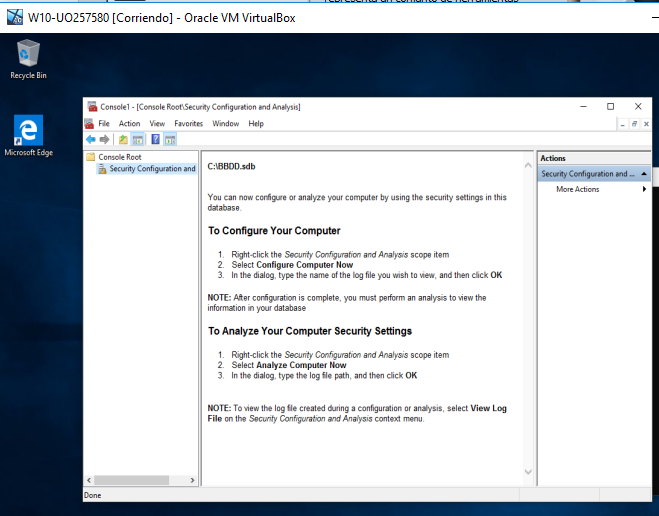 representa un conjunto de herramientas
W10-UO257580 [Corriendo] - Oracle VM VirtualBox
Recycle Bin
Microsoft Edge
Console1 - [Console Root\Security Configuration and Analysis]
File Action View Favorites Window Help
Console Root
Security Configuration and
C:\BBDD.sdb
You can now configure or analyze your computer by using the security settings in this
database.
To Configure Your Computer
1. Right-click the Security Configuration and Analysis scope item
2. Select Configure Computer Now
3. In the dialog, type the name of the log file you wish to view, and then click OK
NOTE: After configuration is complete, you must perform an analysis to view the
information in your database
To Analyze Your Computer Security Settings
1. Right-click the Security Configuration and Analysis scope item
2. Select Analyze Computer Now
3. In the dialog, type the log file path, and then click OK
NOTE: To view the log file created during a configuration or analysis, select View Log
File on the Security Configuration and Analysis context menu.
Actions
Security Configuration and ...
More Actions
Done